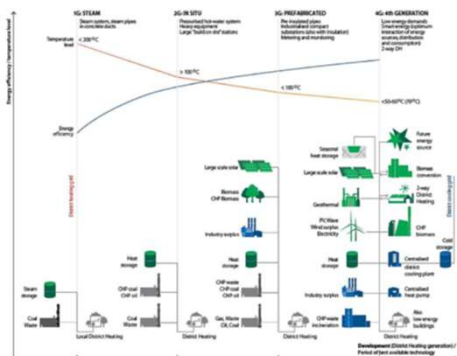 1G: STEAM
Steam system, steam pipes
in concrete ducts
2G: IN SITU
Pressurised hot-water system
Heavy equipment
Large "build on site" stations
3G: PREFABRICATED
Pre-insulated pipes
Industrialised compact
substations (also with insulation)
Metering and monitoring
4G: 4th GENERATION
Low energy demands
Smart energy (optimum
interaction of energy
sources, distribution
and consumption)
2-way DH
Energy efficiency / temperature level
Temperature
level
< 200 °C
> 100 °C
< 100 °C
<50-60°C (70°C)
Energy
efficiency
District heating grid
District cooling grid
Seasonal
heat storage
Future
energy
source
Large scale solar
Large scale solar
Biomass
conversion
Biomass
CHP Biomass
Geothermal
2-way
District
Heating
Industry surplus
PV, Wave
Wind surplus
Electricity
CHP
biomass
Cold
storage
Steam
storage
Heat
storage
Heat
storage
Heat
storage
Centralised
district
cooling plant
CHP coal
CHP oil
CHP waste
CHP coal
CHP oil
Industry surplus
Centralised
heat pump
Coal
Waste
Local District Heating
Coal
Waste
District Heating
Gas, Waste
Oil, Coal
District Heating
CHP waste
incineration
Also
low energy
buildings
Development (District Heating generation) /
Period of best available technology